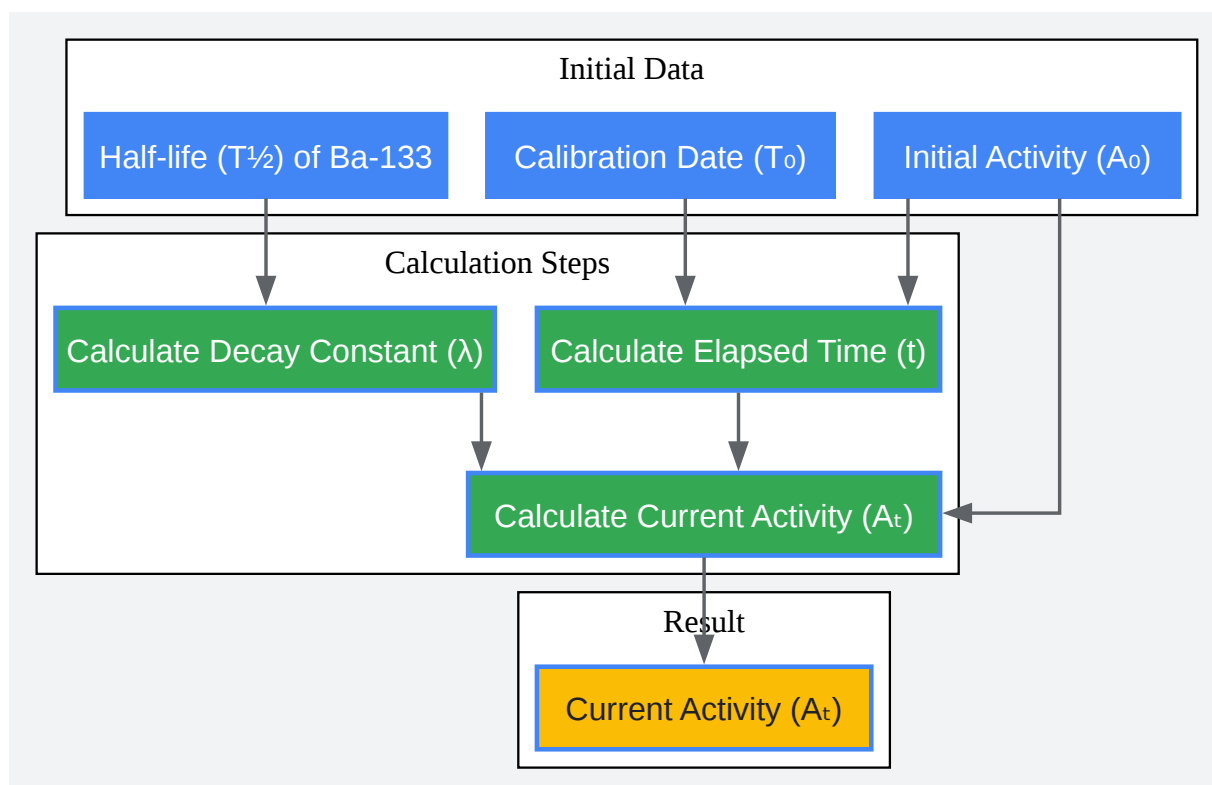 Initial Data
Half-life (T½) of Ba-133
Calibration Date (T₀)
Initial Activity (A₀)
Calculation Steps
Calculate Decay Constant (λ)
Calculate Elapsed Time (t)
Calculate Current Activity (Aₜ)
Result
Current Activity (Aₜ)